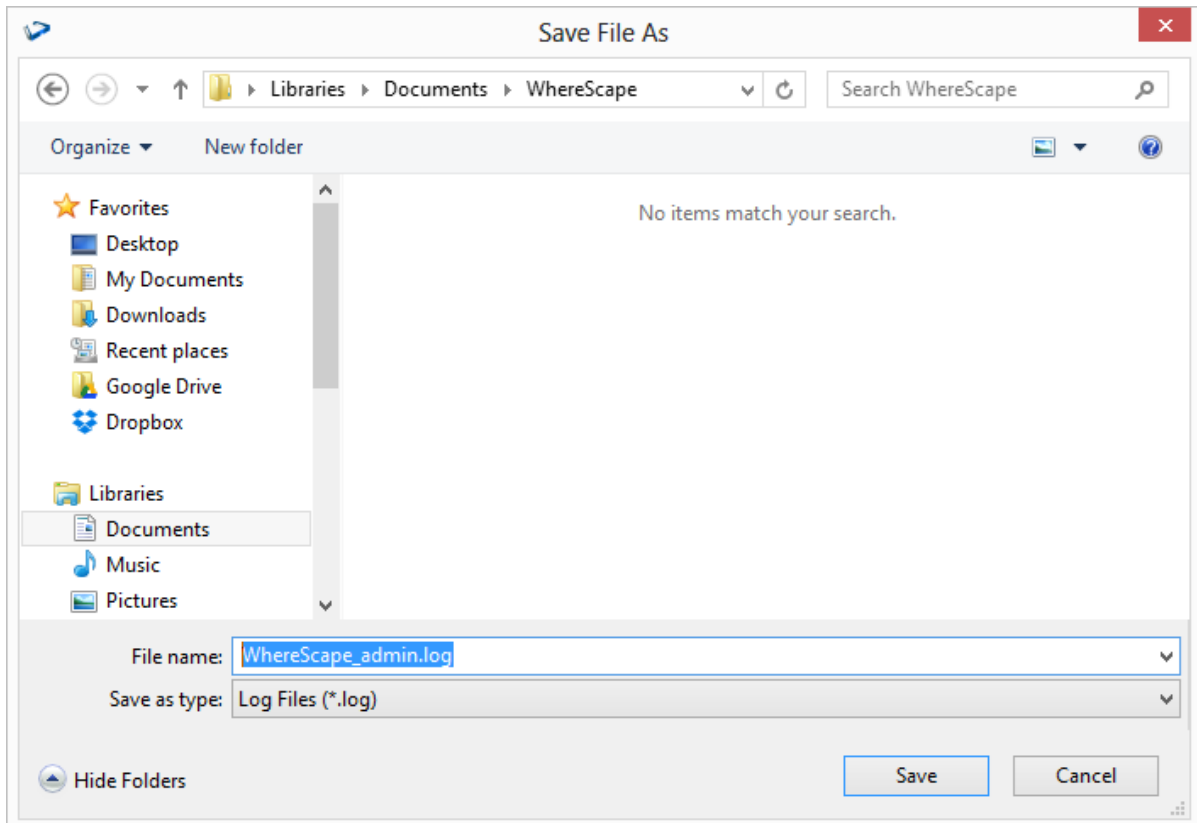 Save File As
Libraries Documents WhereScape Search WhereScape
Organize New folder
Favorites
No items match your search.
Desktop
My Documents
Downloads
Recent places
Google Drive
Dropbox
Libraries
Documents
Music
Pictures
File name: WhereScape_admin.log
Save as type: Log Files (*.log)
Hide Folders Save Cancel